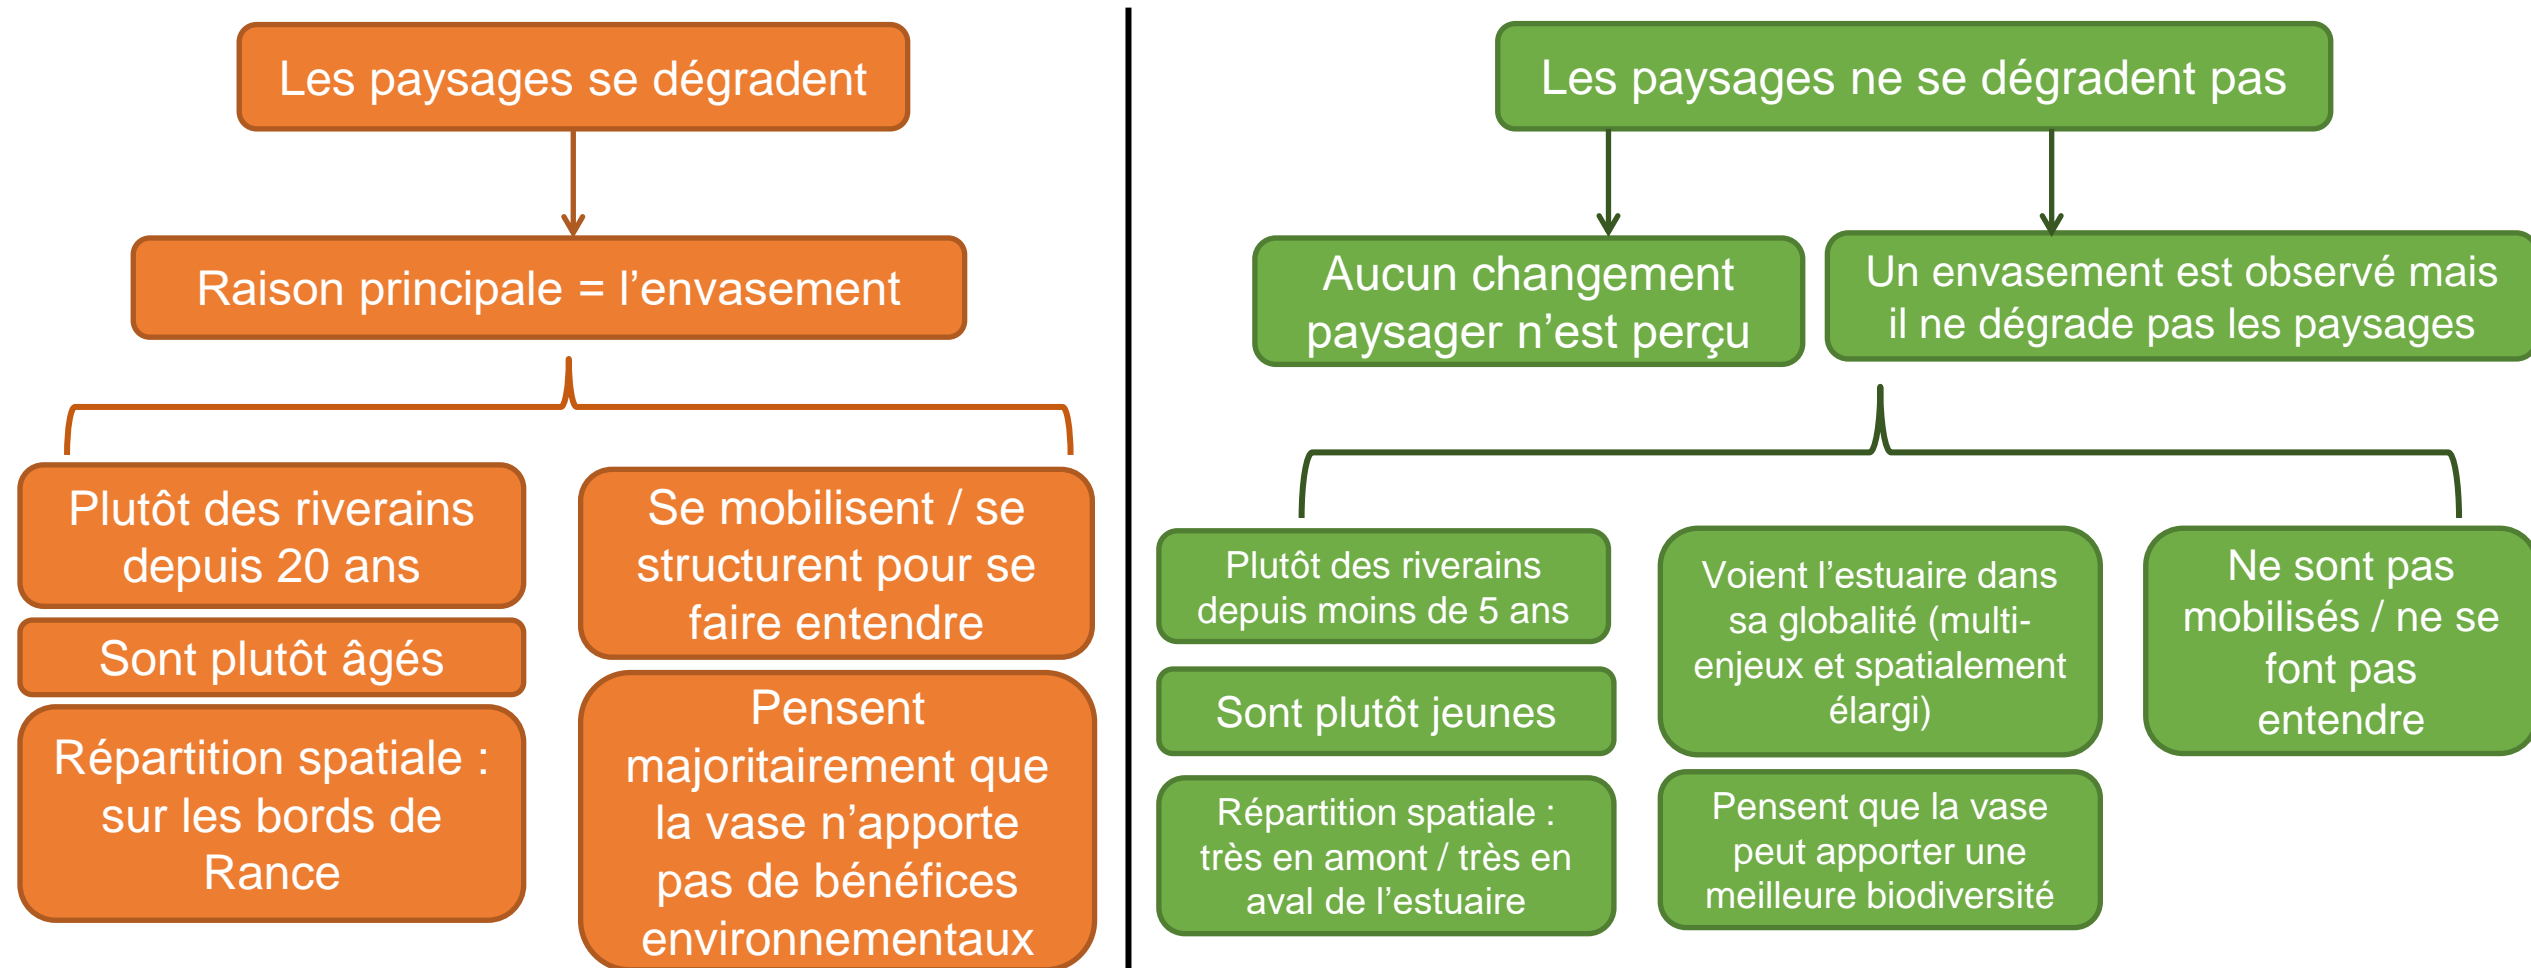 Les paysages se dégradent
Raison principale = l’envasement
Plutôt des riverains
depuis 20 ans
Sont plutôt âgés
Répartition spatiale :
sur les bords de
Rance
Se mobilisent / se
structurent pour se
faire entendre
Pensent
majoritairement que
la vase n’apporte
pas de bénéfices
environnementaux
Les paysages ne se dégradent pas
Aucun changement
paysager n’est perçu
Un envasement est observé mais
il ne dégrade pas les paysages
Plutôt des riverains
depuis moins de 5 ans
Sont plutôt jeunes
Répartition spatiale :
très en amont / très en
aval de l’estuaire
Voient l’estuaire dans
sa globalité (multi-
enjeux et spatialement
élargi)
Pensent que la vase
peut apporter une
meilleure biodiversité
Ne sont pas
mobilisés / ne se
font pas
entendre